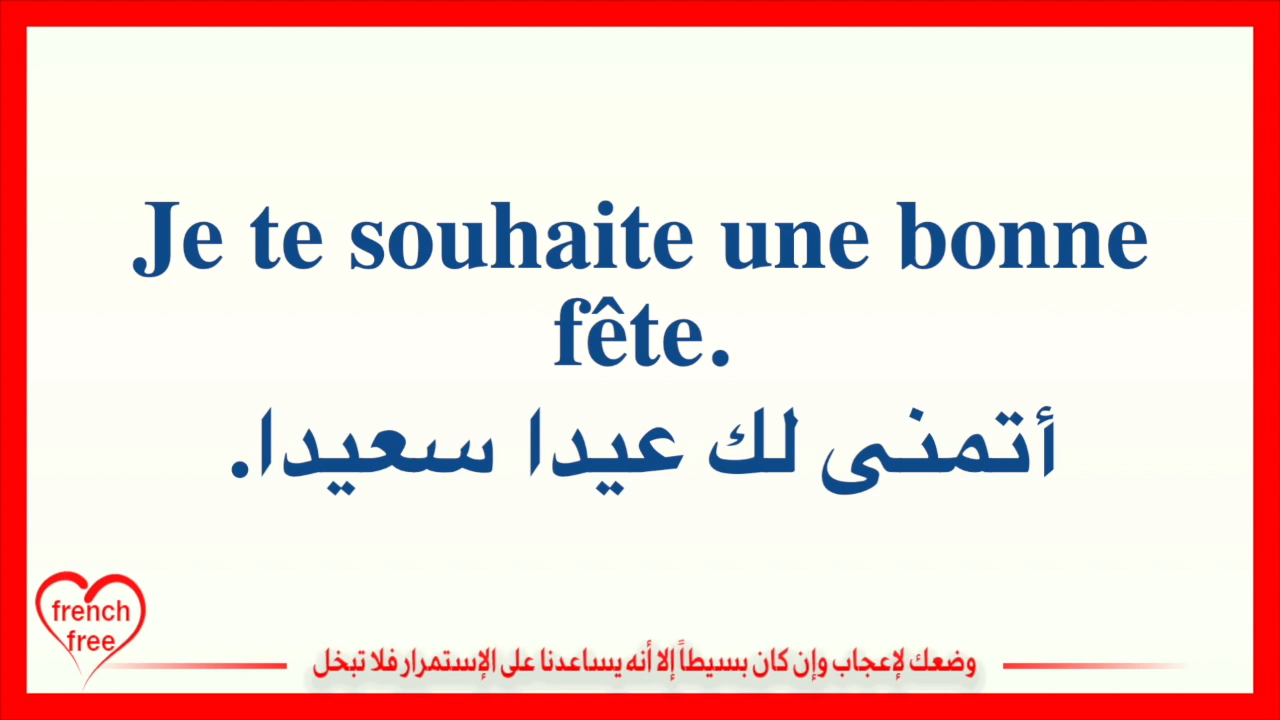 Je te souhaite une bonne
fête.
أتمنى لك عيدا سعيدا.
french
free
وضعك لإعجاب وإن كان بسيطاً إلا أنه يساعدنا على الإستمرار فلا تبخل